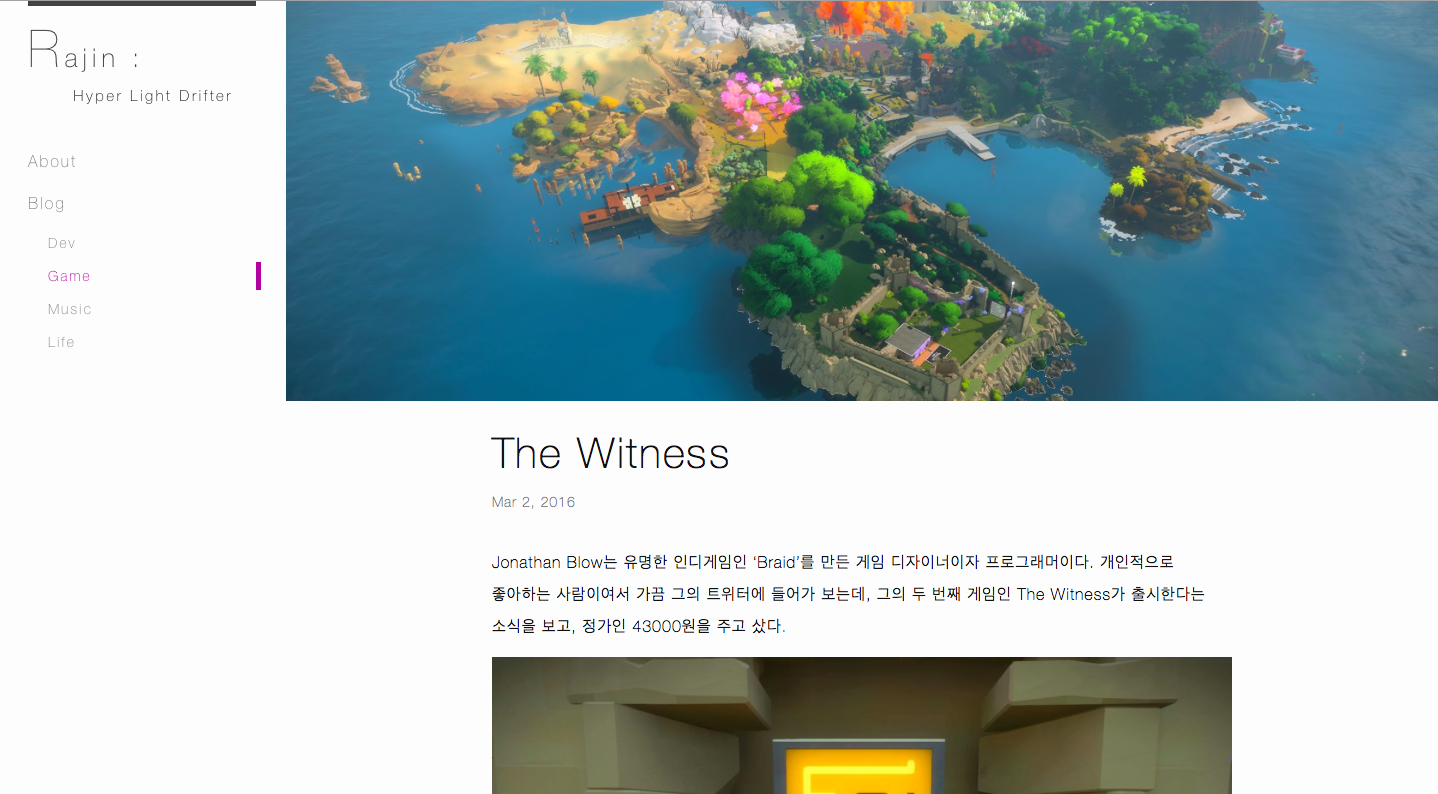 Rajin :
Hyper Light Drifter
About
Blog
Dev
Game
Music
Life
The Witness
Mar 2, 2016
Jonathan Blow는 유명한 인디게임인 ‘Braid’를 만든 게임 디자이너이자 프로그래머이다. 개인적으로
좋아하는 사람이여서 가끔 그의 트위터에 들어가 보는데, 그의 두 번째 게임인 The Witness가 출시한다는
소식을 보고, 정가인 43000원을 주고 샀다.